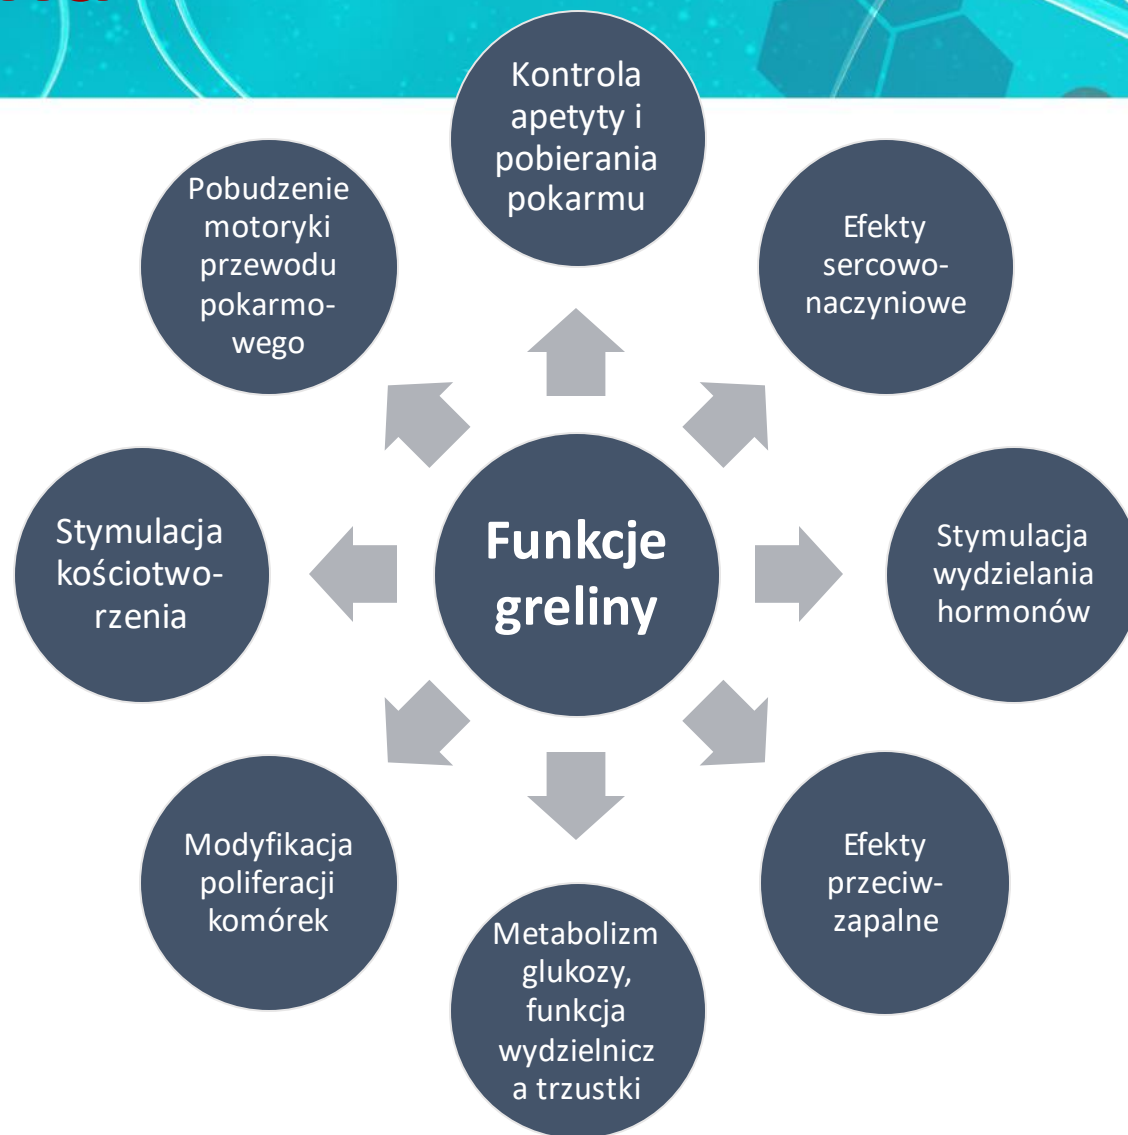 Kontrola
apetyty i
pobierania
pokarmu
Efekty
sercowo-
naczyniowe
Stymulacja
wydzielania
hormonów
Efekty
przeciw-
zapalne
Metabolizm
glukozy,
funkcja
wydzielnicz
a trzustki
Modyfikacja
poliferacji
komórek
Stymulacja
kościotwo-
rzenia
Pobudzenie
motoryki
przewodu
pokarmo-
wego
Funkcje
greliny